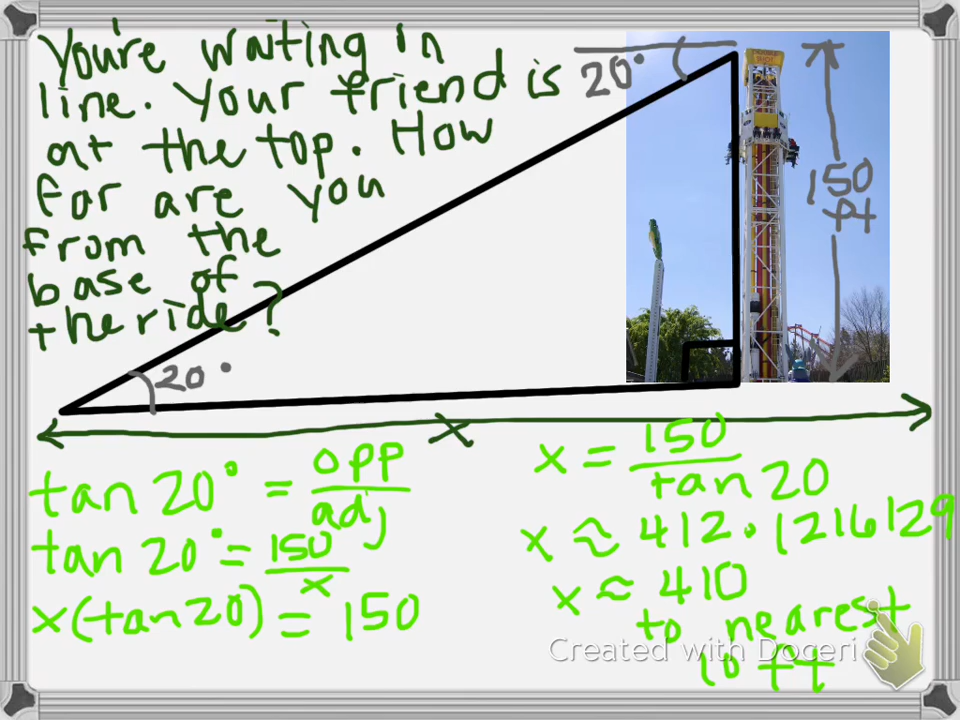 You're waiting in
line. Your friend is
at the top. How
far are you
from the
base of
the ride?
20°
150
ft
20°
x
tan 20° = opp/adj
tan 20° = 150/x
x(tan 20) = 150
x = 150/tan 20
x ≈ 412.1216129
x ≈ 410
to nearest
10 ft
Created with Doceri